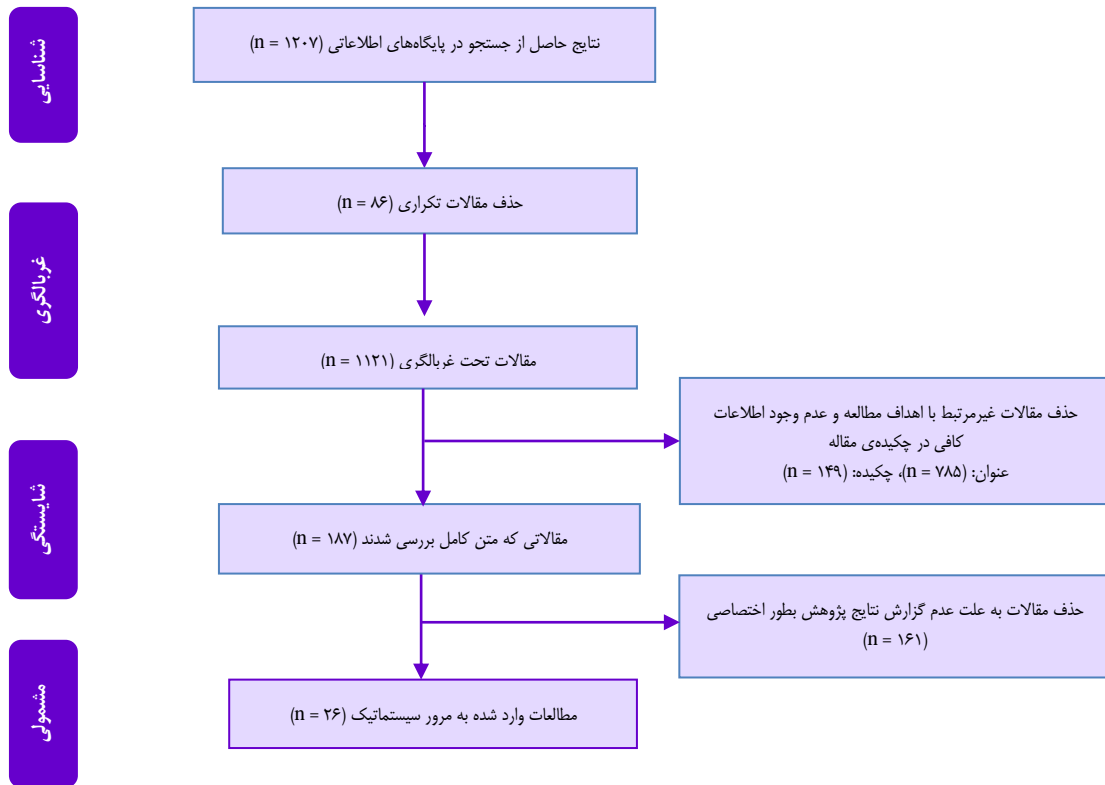 شناسایی
نتایج حاصل از جستجو در پایگاه‌های اطلاعاتی (n = ۱۲۰۷)
حذف مقالات تکراری (n = ۸۶)
غربالگری
مقالات تحت غربالگری (n = ۱۱۲۱)
حذف مقالات غیرمرتبط با اهداف مطالعه و عدم وجود اطلاعات
کافی در چکیده‌ی مقاله
عنوان: (n = ۷۸۵)، چکیده: (n = ۱۴۹)
شایستگی
مقالاتی که متن کامل بررسی شدند (n = ۱۸۷)
حذف مقالات به علت عدم گزارش نتایج پژوهش بطور اختصاصی
(n = ۱۶۱)
مشمولی
مطالعات وارد شده به مرور سیستماتیک (n = ۲۶)